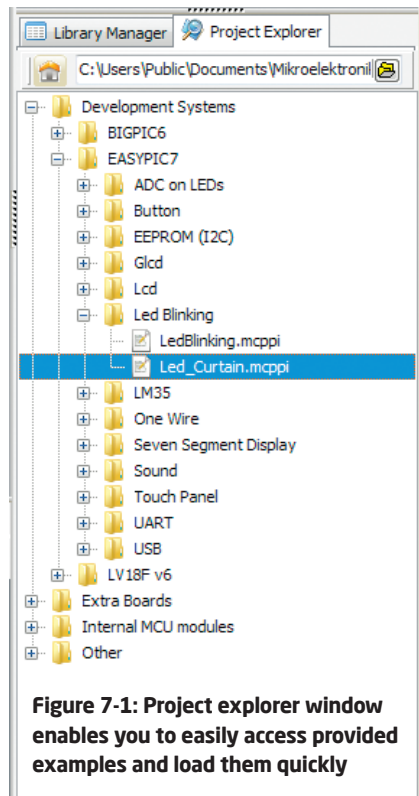 Library Manager Project Explorer
C:\Users\Public\Documents\Mikroelektronil
Development Systems
BIGPIC6
EASYPIC7
ADC on LEDs
Button
EEPROM (I2C)
Glcd
Lcd
Led Blinking
LedBlinking.mcppi
Led_Curtain.mcppi
LM35
One Wire
Seven Segment Display
Sound
Touch Panel
UART
USB
LV18F v6
Extra Boards
Internal MCU modules
Other
Figure 7-1: Project explorer window
enables you to easily access provided
examples and load them quickly